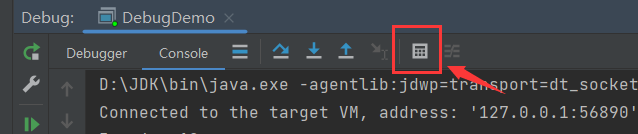 Debug: DebugDemo
Debugger Console
D:\JDK\bin\java.exe -agentlib:jdwp=transport=dt_socket
Connected to the target VM, address: '127.0.0.1:56890'